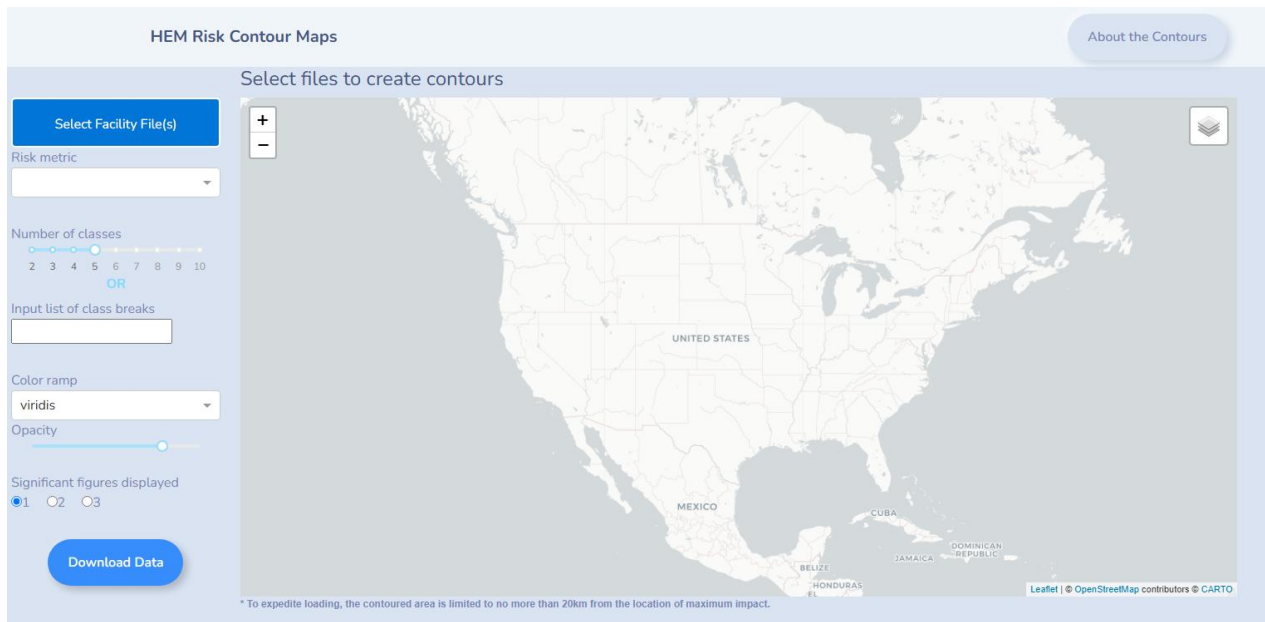 HEM Risk Contour Maps
About the Contours
Select files to create contours
Select Facility File(s)
Risk metric
Number of classes
2 3 4 5 6 7 8 9 10
OR
Input list of class breaks
Color ramp
viridis
Opacity
Significant figures displayed
1 2 3
Download Data
+
−
UNITED STATES
MEXICO
CUBA
DOMINICAN
REPUBLIC
JAMAICA
BELIZE
HONDURAS
EL
Leaflet | © OpenStreetMap contributors © CARTO
* To expedite loading, the contoured area is limited to no more than 20km from the location of maximum impact.